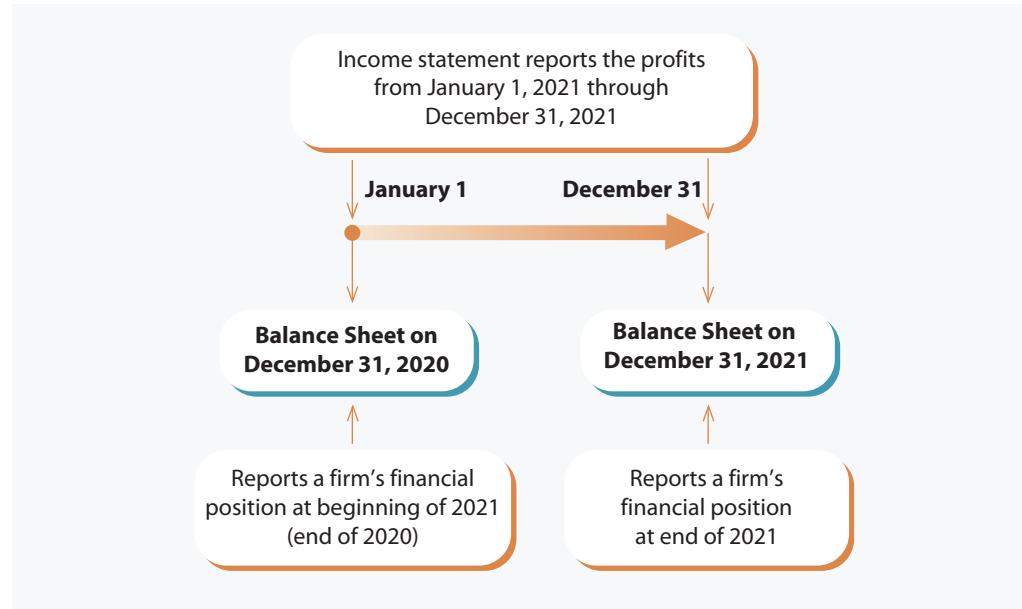 Income statement reports the profits
from January 1, 2021 through
December 31, 2021
January 1
December 31
Balance Sheet on
December 31, 2020
Balance Sheet on
December 31, 2021
Reports a firm’s financial
position at beginning of 2021
(end of 2020)
Reports a firm’s
financial position
at end of 2021